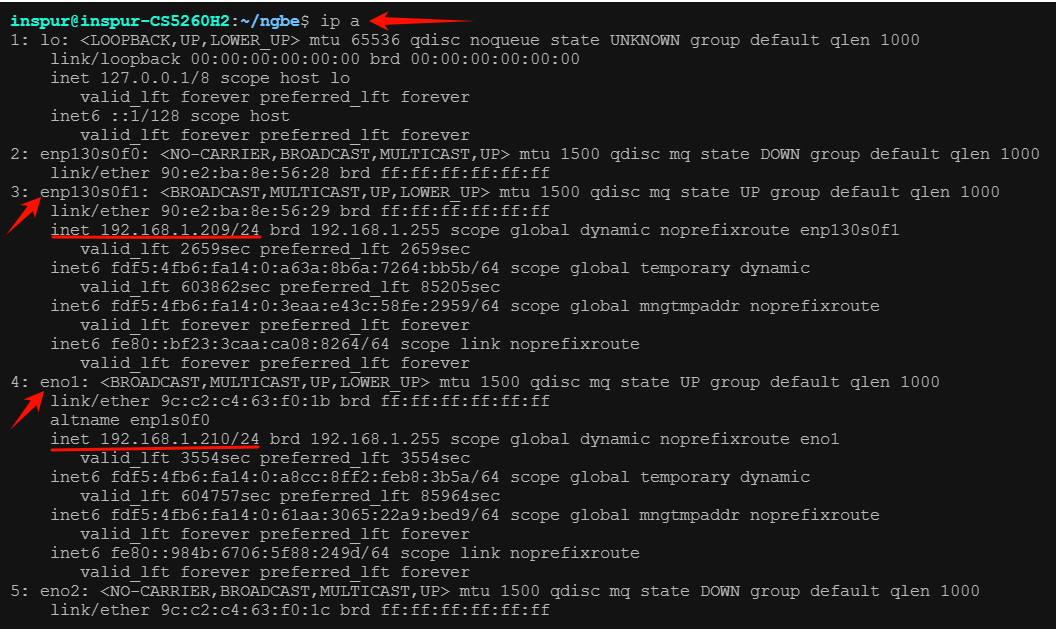 inspur@inspur-CS5260H2:~/ngbe$ ip a
1: lo: <LOOPBACK,UP,LOWER_UP> mtu 65536 qdisc noqueue state UNKNOWN group default qlen 1000
link/loopback 00:00:00:00:00:00 brd 00:00:00:00:00:00
inet 127.0.0.1/8 scope host lo
valid_lft forever preferred_lft forever
inet6 ::1/128 scope host
valid_lft forever preferred_lft forever
2: enp130s0f0: <NO-CARRIER,BROADCAST,MULTICAST,UP> mtu 1500 qdisc mq state DOWN group default qlen 1000
link/ether 90:e2:ba:8e:56:28 brd ff:ff:ff:ff:ff:ff
3: enp130s0f1: <BROADCAST,MULTICAST,UP,LOWER_UP> mtu 1500 qdisc mq state UP group default qlen 1000
link/ether 90:e2:ba:8e:56:29 brd ff:ff:ff:ff:ff:ff
inet 192.168.1.209/24 brd 192.168.1.255 scope global dynamic noprefixroute enp130s0f1
valid_lft 2659sec preferred_lft 2659sec
inet6 fdf5:4fb6:fa14:0:a63a:8b6a:7264:bb5b/64 scope global temporary dynamic
valid_lft 603862sec preferred_lft 85205sec
inet6 fdf5:4fb6:fa14:0:3eaa:e43c:58fe:2959/64 scope global mngtmpaddr noprefixroute
valid_lft forever preferred_lft forever
inet6 fe80::bf23:3caa:ca08:8264/64 scope link noprefixroute
valid_lft forever preferred_lft forever
4: eno1: <BROADCAST,MULTICAST,UP,LOWER_UP> mtu 1500 qdisc mq state UP group default qlen 1000
link/ether 9c:c2:c4:63:f0:1b brd ff:ff:ff:ff:ff:ff
altname enp1s0f0
inet 192.168.1.210/24 brd 192.168.1.255 scope global dynamic noprefixroute eno1
valid_lft 3554sec preferred_lft 3554sec
inet6 fdf5:4fb6:fa14:0:a8cc:8ff2:feb8:3b5a/64 scope global temporary dynamic
valid_lft 604757sec preferred_lft 85964sec
inet6 fdf5:4fb6:fa14:0:61aa:3065:22a9:bed9/64 scope global mngtmpaddr noprefixroute
valid_lft forever preferred_lft forever
inet6 fe80::984b:6706:5f88:249d/64 scope link noprefixroute
valid_lft forever preferred_lft forever
5: eno2: <NO-CARRIER,BROADCAST,MULTICAST,UP> mtu 1500 qdisc mq state DOWN group default qlen 1000
link/ether 9c:c2:c4:63:f0:1c brd ff:ff:ff:ff:ff:ff